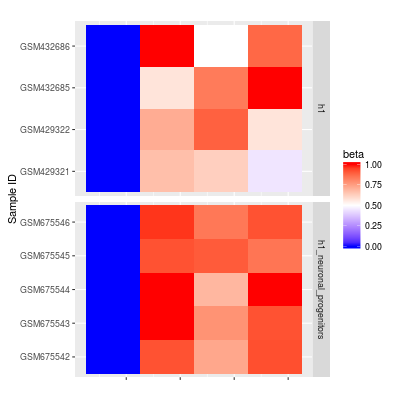 Sample ID
GSM432686
GSM432685
GSM429322
GSM429321
h1
GSM675546
GSM675545
GSM675544
GSM675543
GSM675542
h1_neuronal_progenitors
beta
1.00
0.75
0.50
0.25
0.00